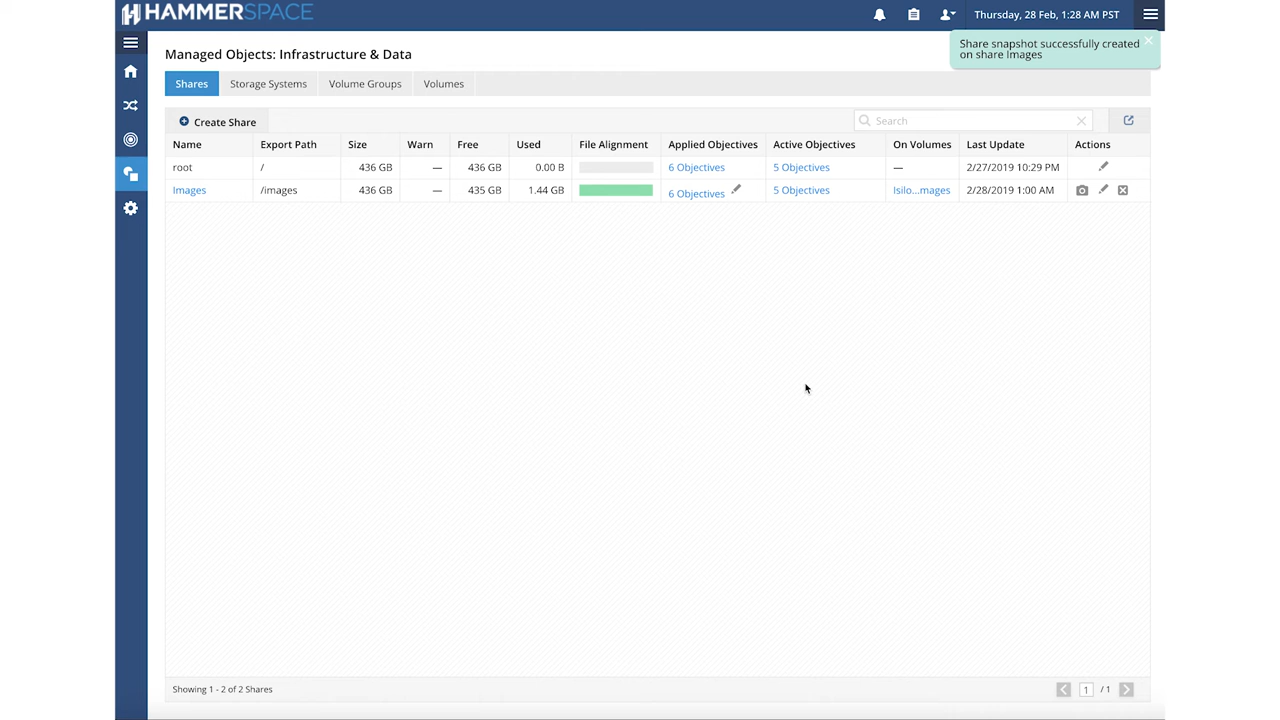 HAMMERSPACE
Thursday, 28 Feb, 1:28 AM PST
Share snapshot successfully created
on share Images
Managed Objects: Infrastructure & Data
Shares Storage Systems Volume Groups Volumes
Create Share Search
Name Export Path Size Warn Free Used File Alignment Applied Objectives Active Objectives On Volumes Last Update Actions
root / 436 GB — 436 GB 0.00 B 6 Objectives 5 Objectives — 2/27/2019 10:29 PM
Images /images 436 GB — 435 GB 1.44 GB 6 Objectives 5 Objectives Isilo...mages 2/28/2019 1:00 AM
Showing 1 - 2 of 2 Shares 1 / 1